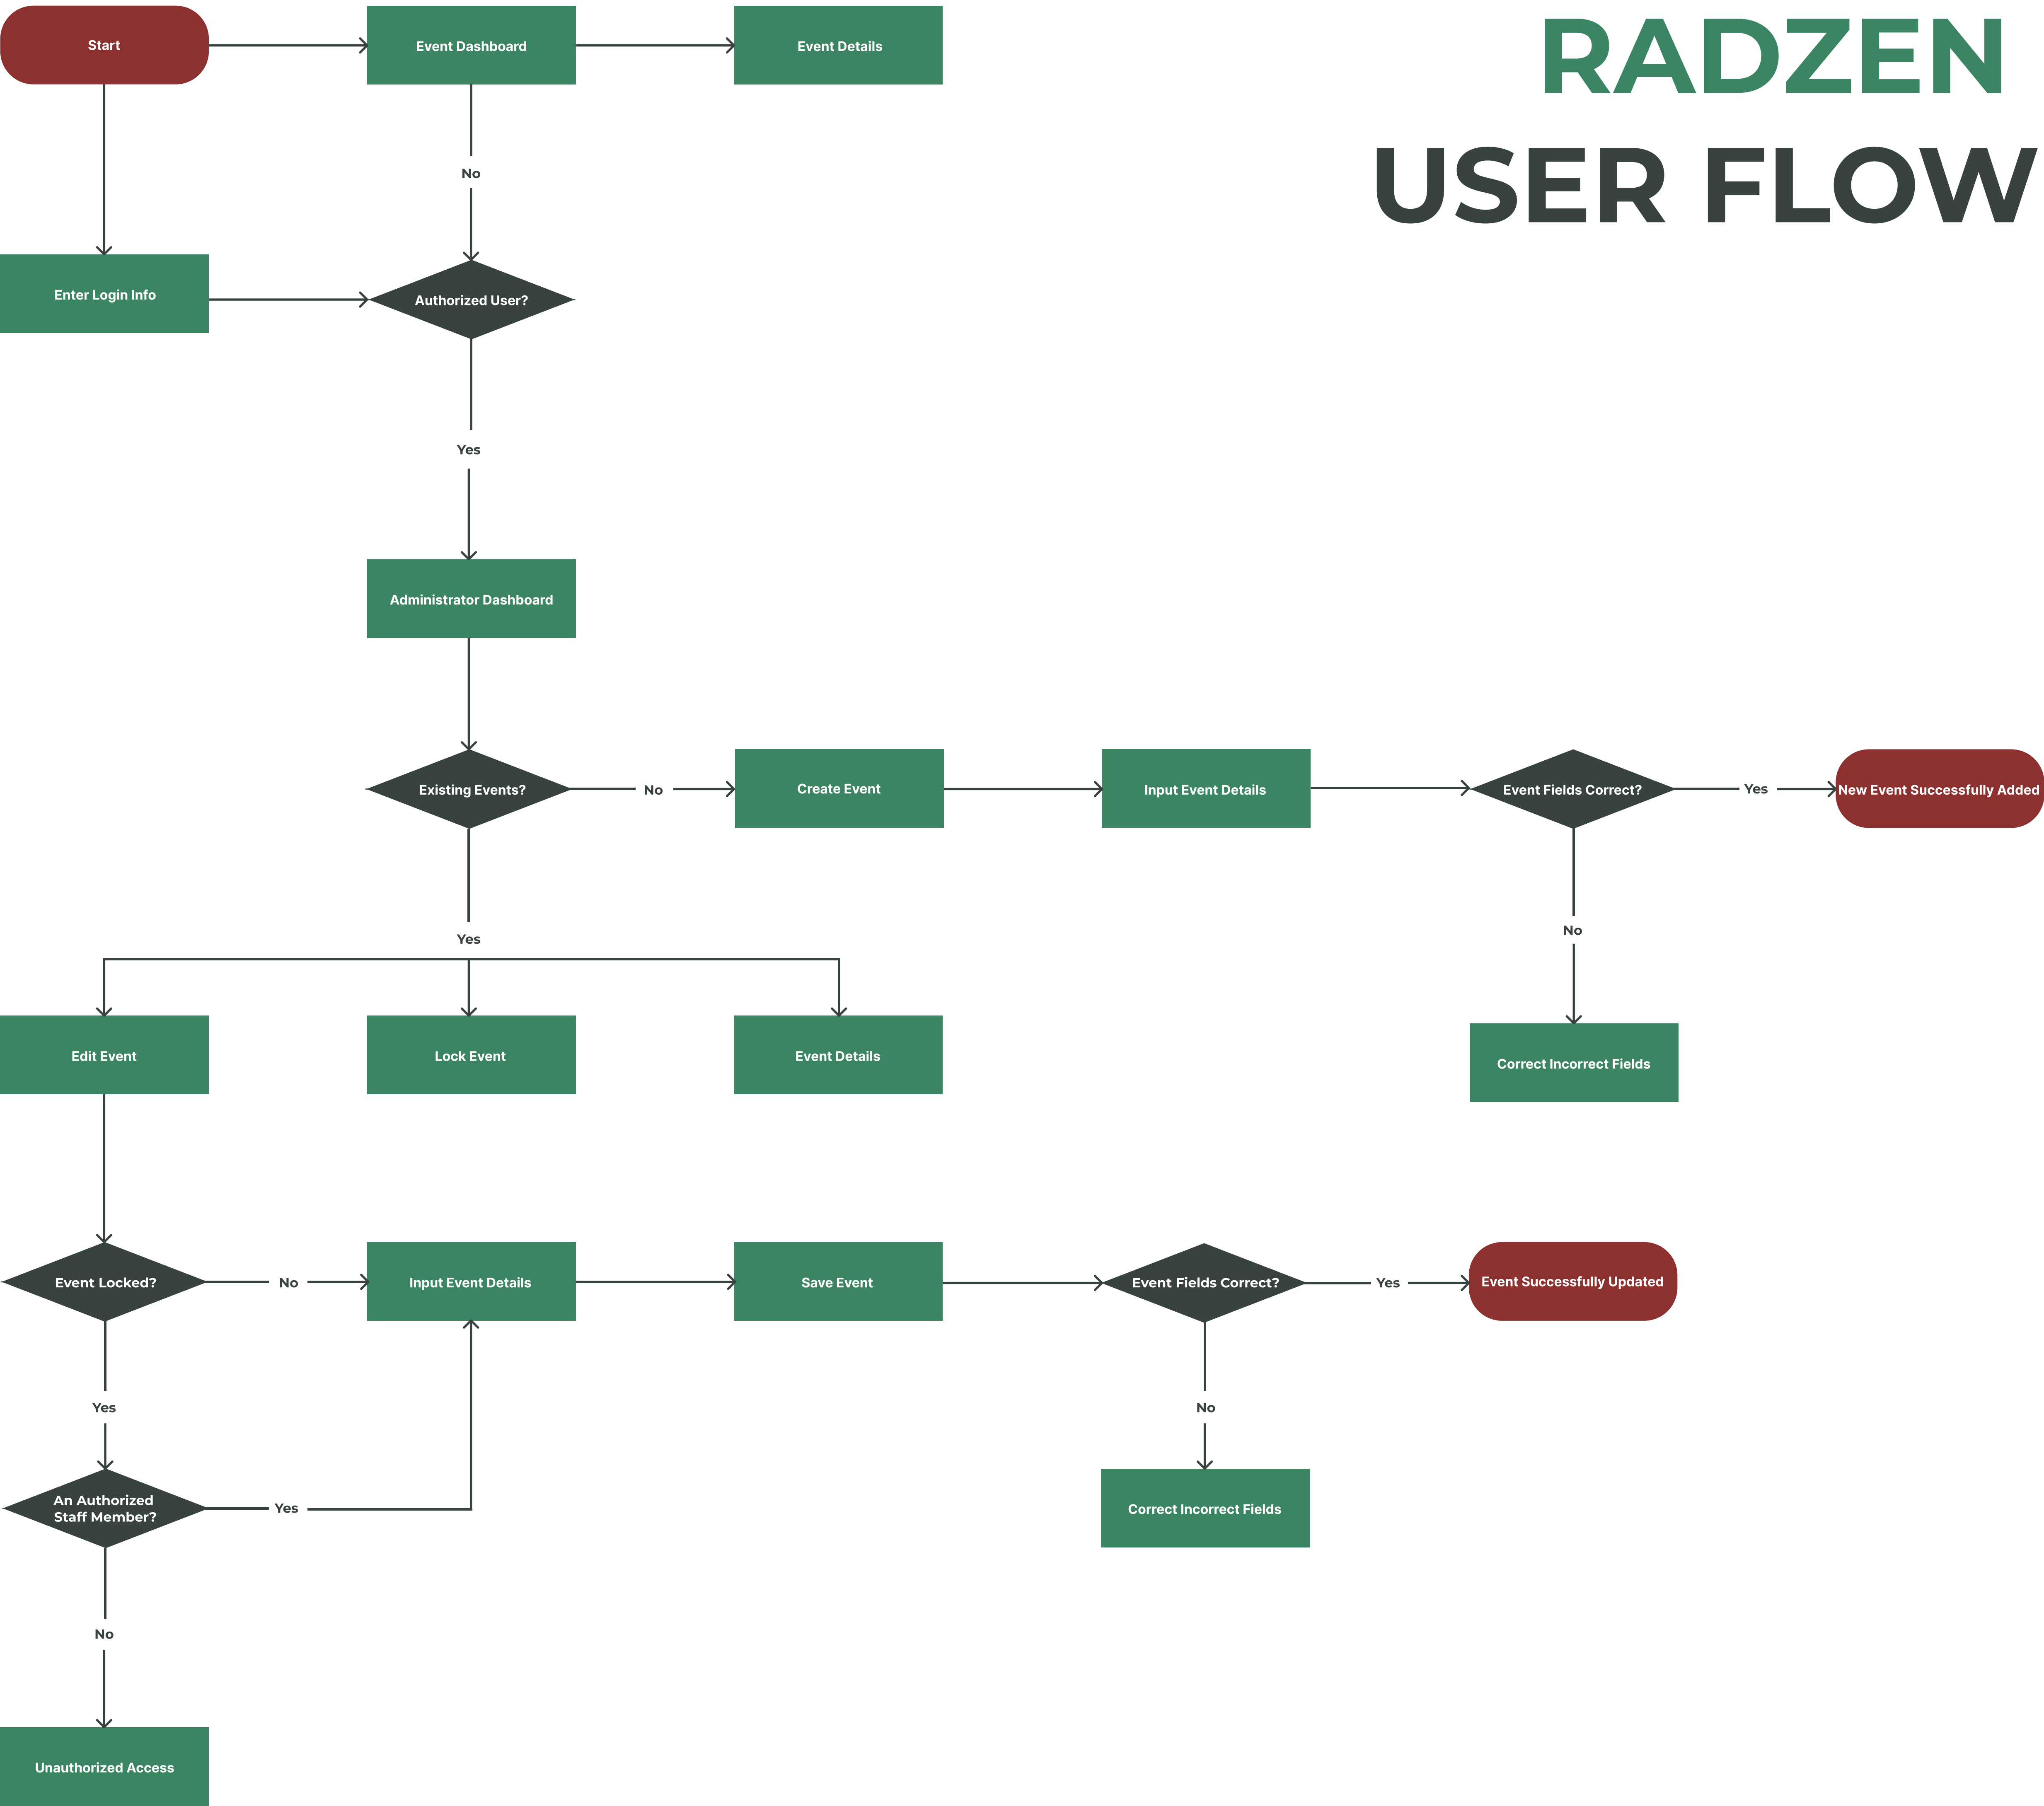 RADZEN
USER FLOW
Start
Event Dashboard
Event Details
No
Enter Login Info
Authorized User?
Yes
Administrator Dashboard
Existing Events?
No
Create Event
Input Event Details
Event Fields Correct?
Yes
New Event Successfully Added
Yes
No
Edit Event
Lock Event
Event Details
Correct Incorrect Fields
Event Locked?
No
Input Event Details
Save Event
Event Fields Correct?
Yes
Event Successfully Updated
Yes
No
An Authorized
Staff Member?
Yes
Correct Incorrect Fields
No
Unauthorized Access